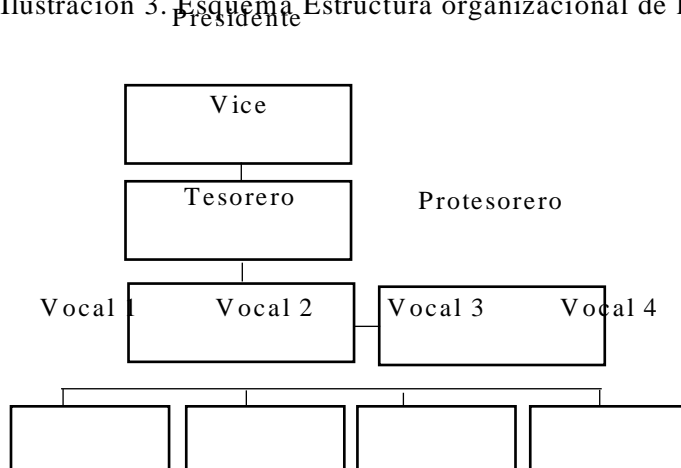 Ilustración 3. Esquema Estructura organizacional de
Presidente
Vice
Tesorero Protesorero
Vocal 1 Vocal 2 Vocal 3 Vocal 4